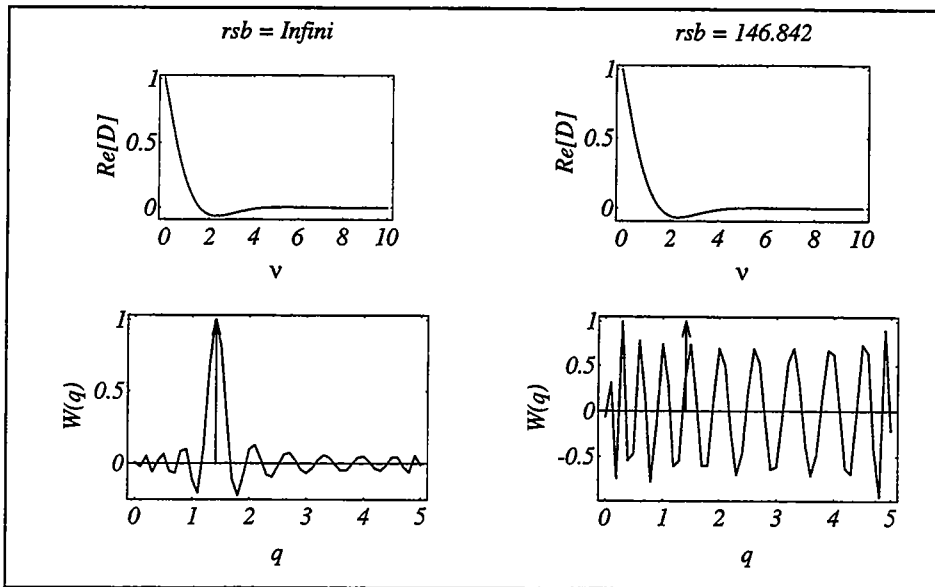 rsb = Infini
rsb = 146.842
1
0.5
0
Re[D]
0 2 4 6 8 10
ν
1
0.5
0
Re[D]
0 2 4 6 8 10
ν
1
0.5
0
W(q)
0 1 2 3 4 5
q
1
0.5
0
-0.5
W(q)
0 1 2 3 4 5
q